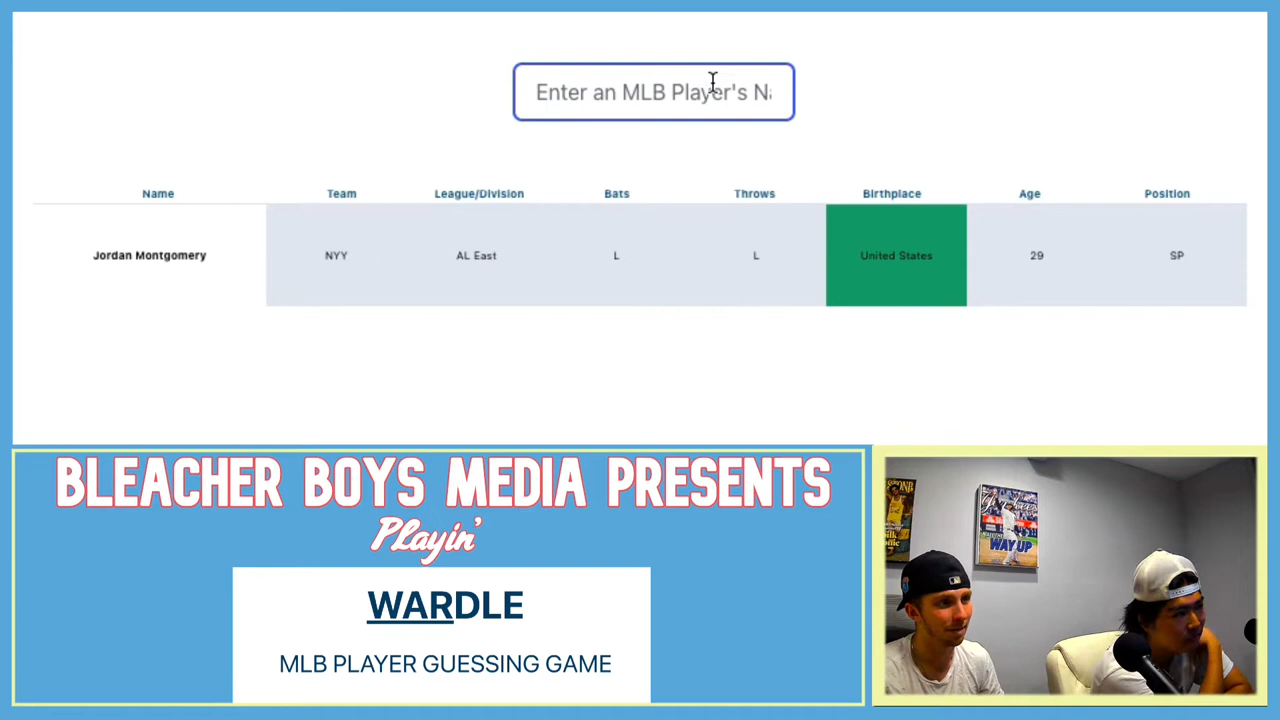 Enter an MLB Player's Na
Name Team League/Division Bats Throws Birthplace Age Position
Jordan Montgomery NYY AL East L L United States 29 SP
BLEACHER BOYS MEDIA PRESENTS
Playin'
WARDLE
MLB PLAYER GUESSING GAME
WAY UP